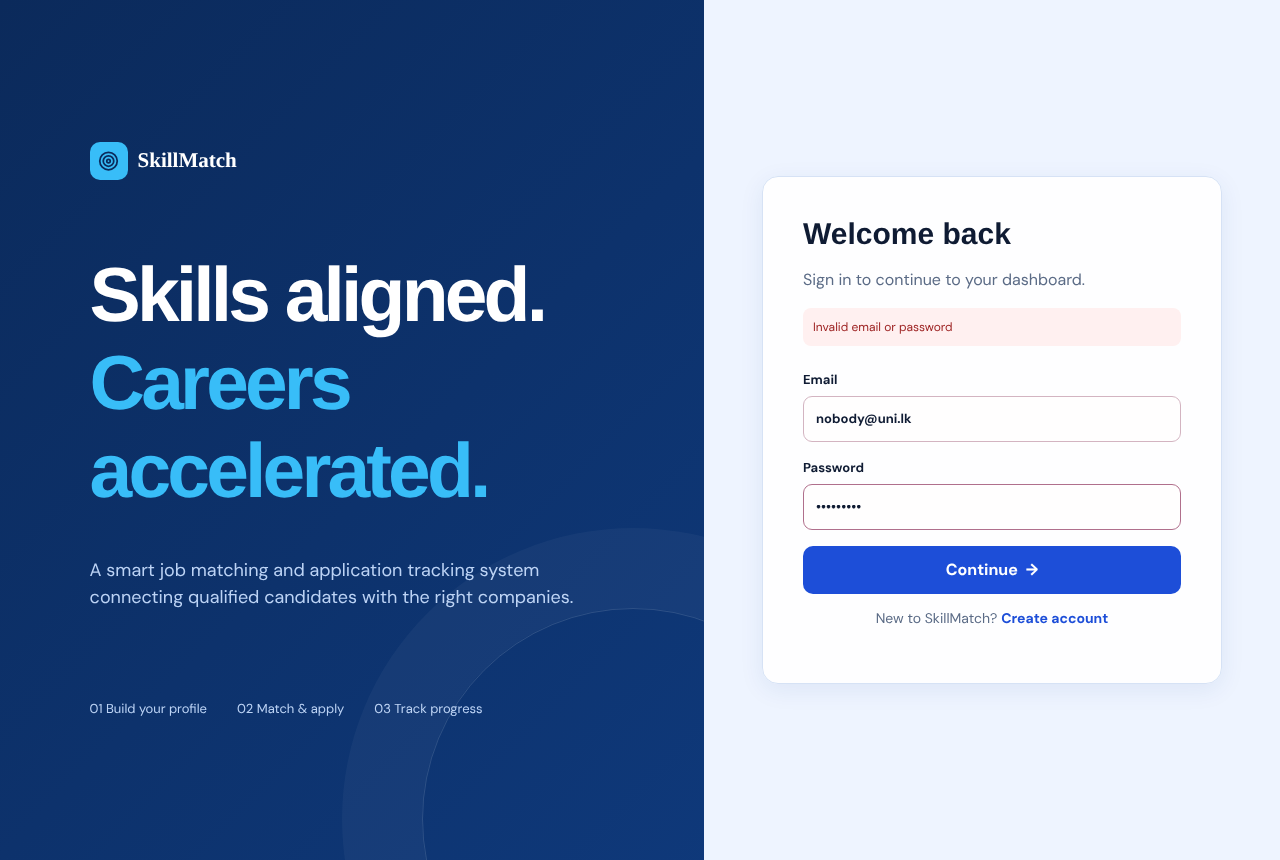 SkillMatch
Skills aligned.
Careers
accelerated.
A smart job matching and application tracking system
connecting qualified candidates with the right companies.
01 Build your profile 02 Match & apply 03 Track progress
Welcome back
Sign in to continue to your dashboard.
Invalid email or password
Email
nobody@uni.lk
Password
•••••••••
Continue →
New to SkillMatch? Create account